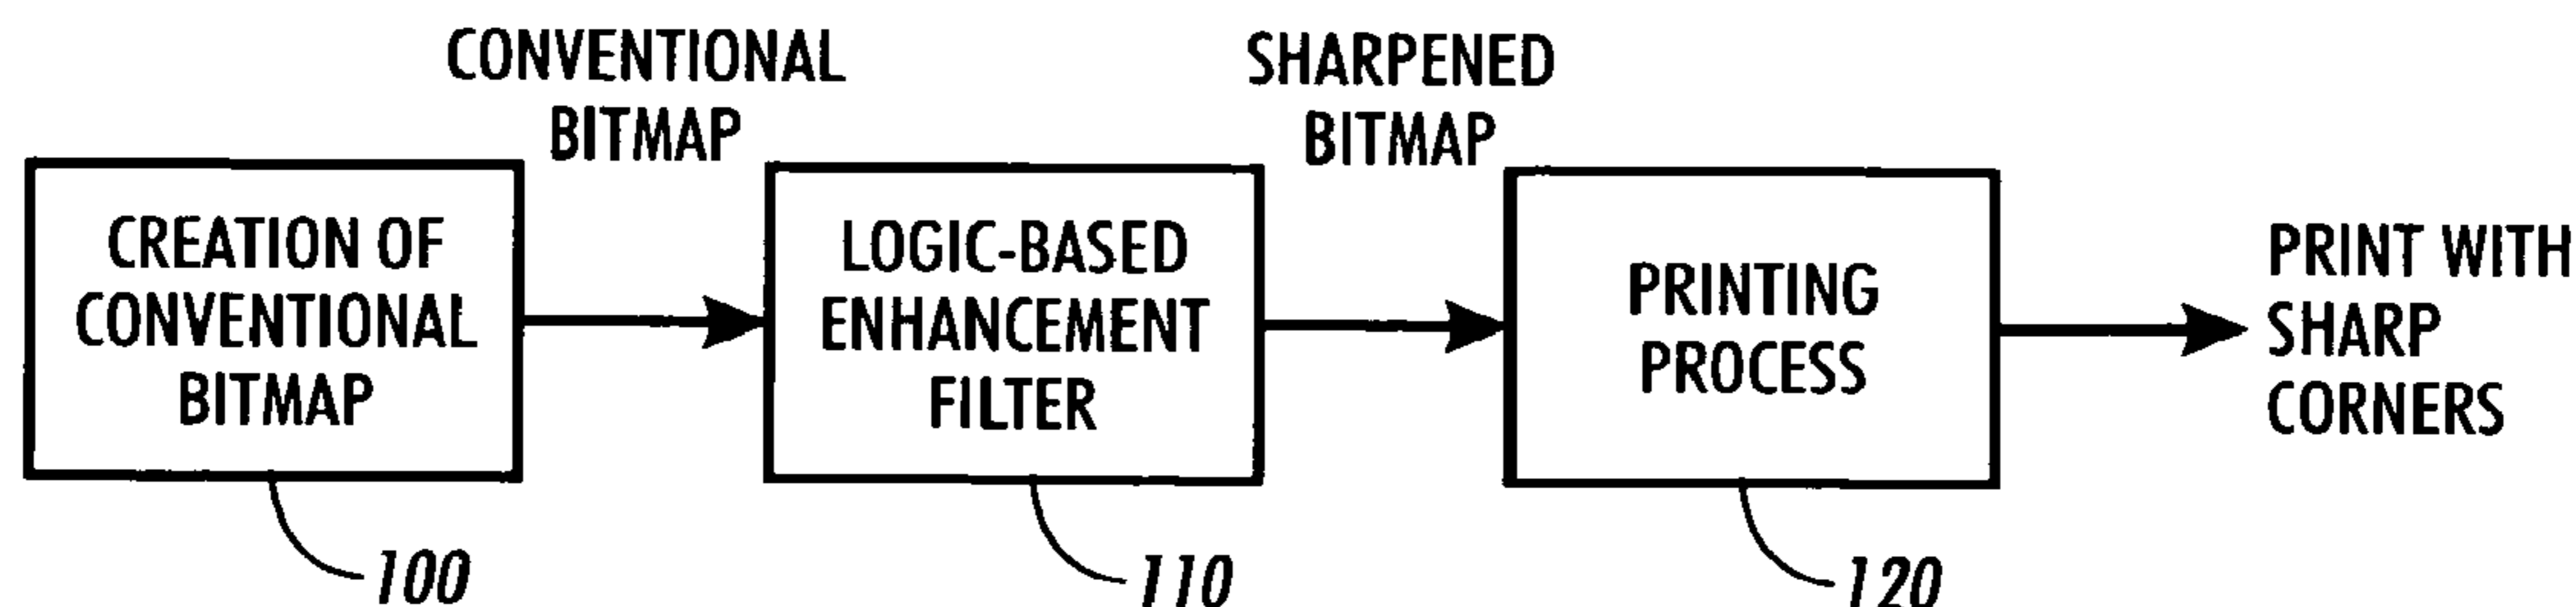 CONVENTIONAL
BITMAP
SHARPENED
BITMAP
CREATION OF
CONVENTIONAL
BITMAP
LOGIC-BASED
ENHANCEMENT
FILTER
PRINTING
PROCESS
PRINT WITH
SHARP
CORNERS
100
110
120